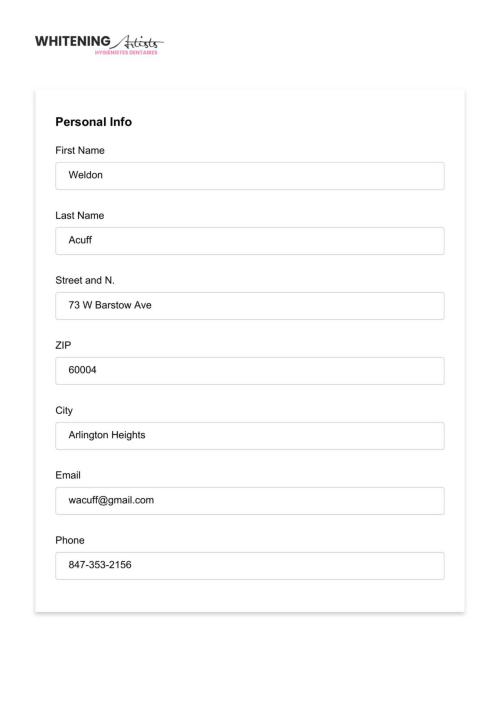 WHITENING Artists
HYGIÉNISTES DENTAIRES
Personal Info
First Name
Weldon
Last Name
Acuff
Street and N.
73 W Barstow Ave
ZIP
60004
City
Arlington Heights
Email
wacuff@gmail.com
Phone
847-353-2156